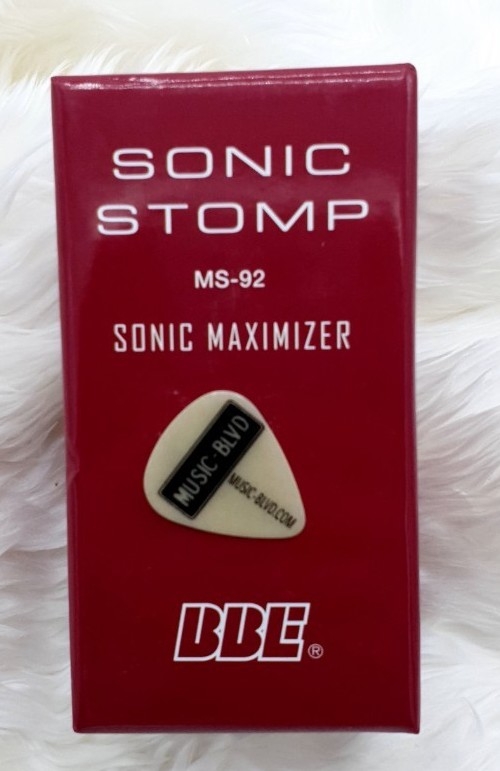 SONIC
STOMP
MS-92
SONIC MAXIMIZER
MUSIC·BLVD
MUSIC-BLVD.COM
BBE®